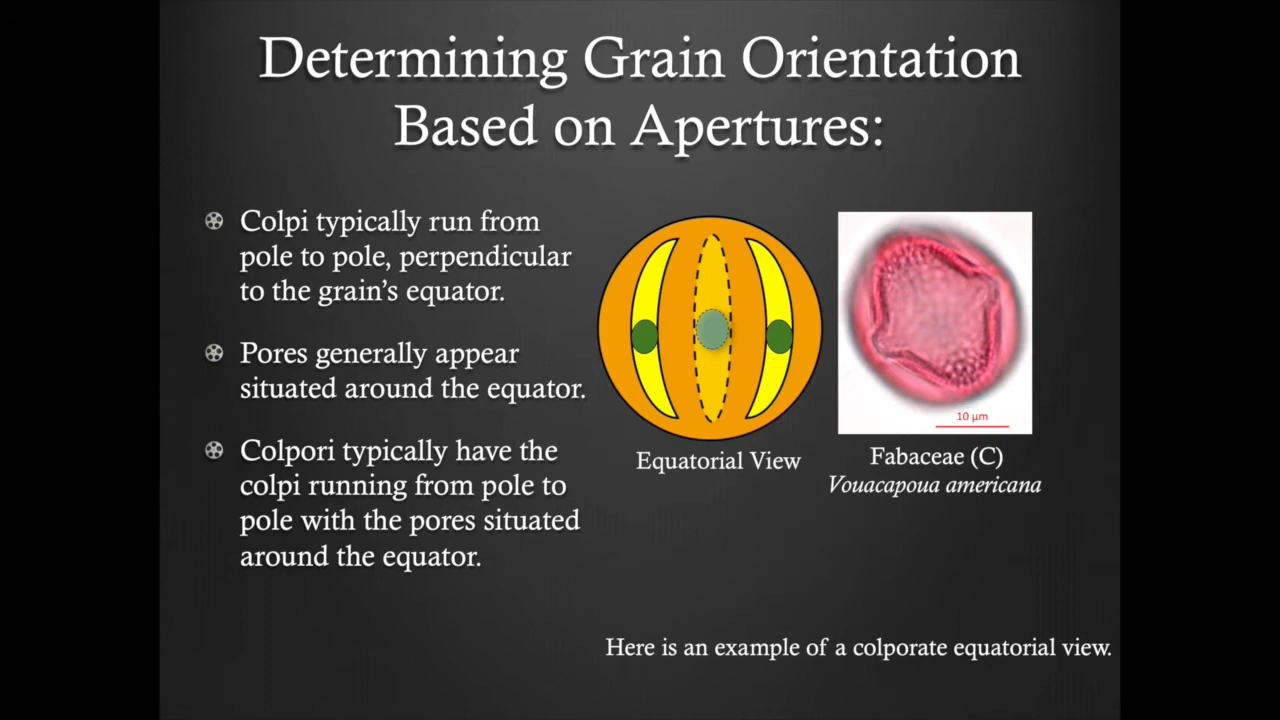 Determining Grain Orientation
Based on Apertures:
Colpi typically run from
pole to pole, perpendicular
to the grain’s equator.
Pores generally appear
situated around the equator.
Colpori typically have the
colpi running from pole to
pole with the pores situated
around the equator.
Equatorial View
10 µm
Fabaceae (C)
Vouacapoua americana
Here is an example of a colporate equatorial view.